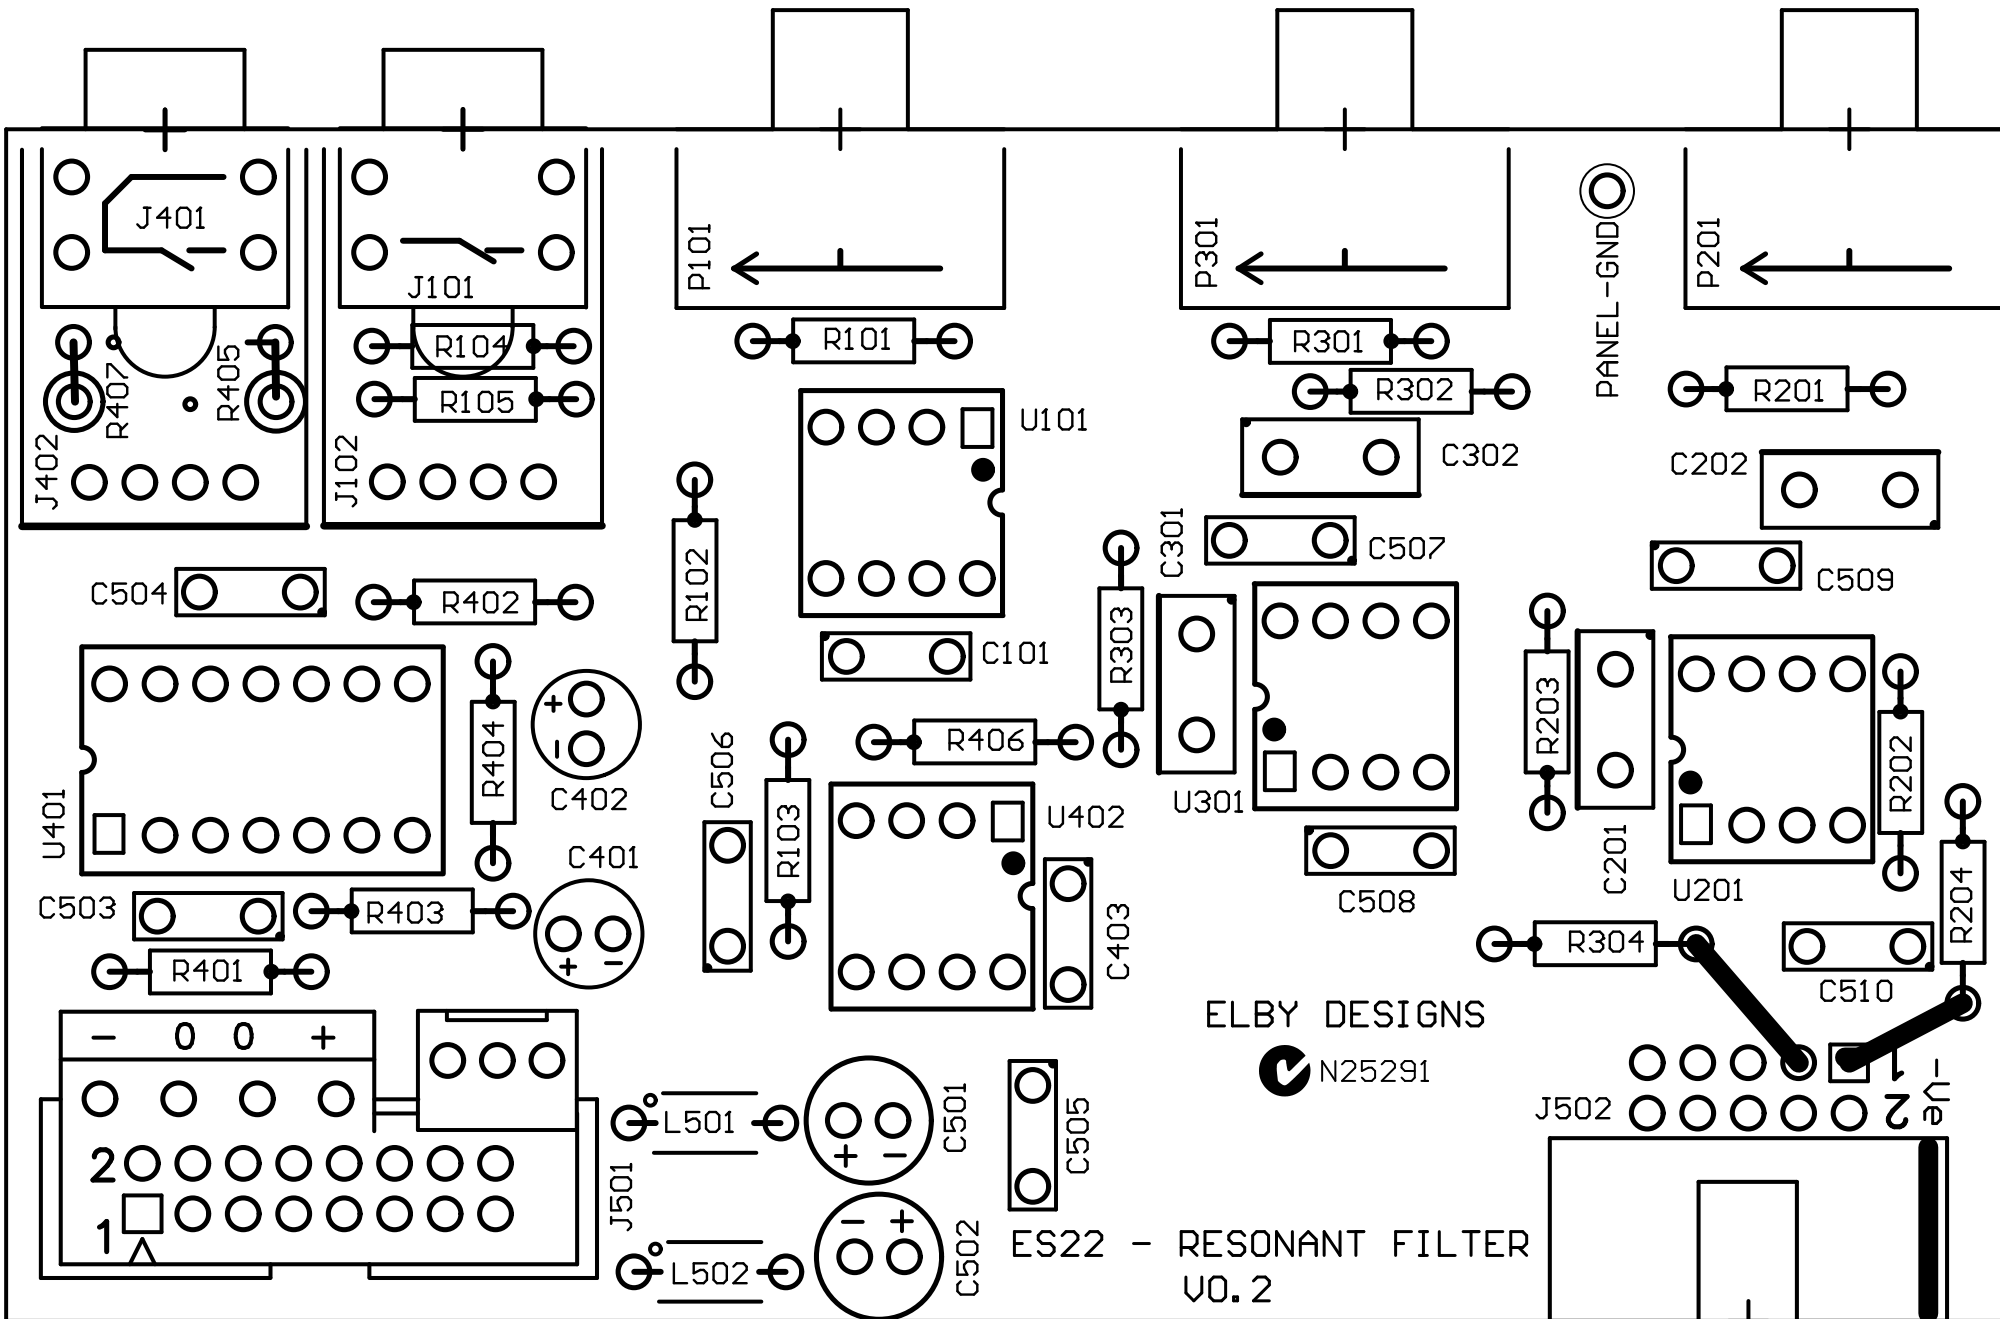 J401
J101
P101
P301
PANEL-GND
P201
R407
R405
R104
R105
R101
R301
R302
R201
J402
J102
U101
C302
C202
R102
C301
C507
C509
C504
R402
R303
C101
R203
R404
+
-
C402
C506
R406
U301
R202
U401
R103
U402
C201
U201
C401
C508
R204
C503
R403
+ -
C403
R304
R401
C510
ELBY DESIGNS
N25291
- 0 0 +
J502
1
2
-Ve
L501
C501
+ -
C505
2
1
J501
L502
- +
C502
ES22 - RESONANT FILTER
V0.2